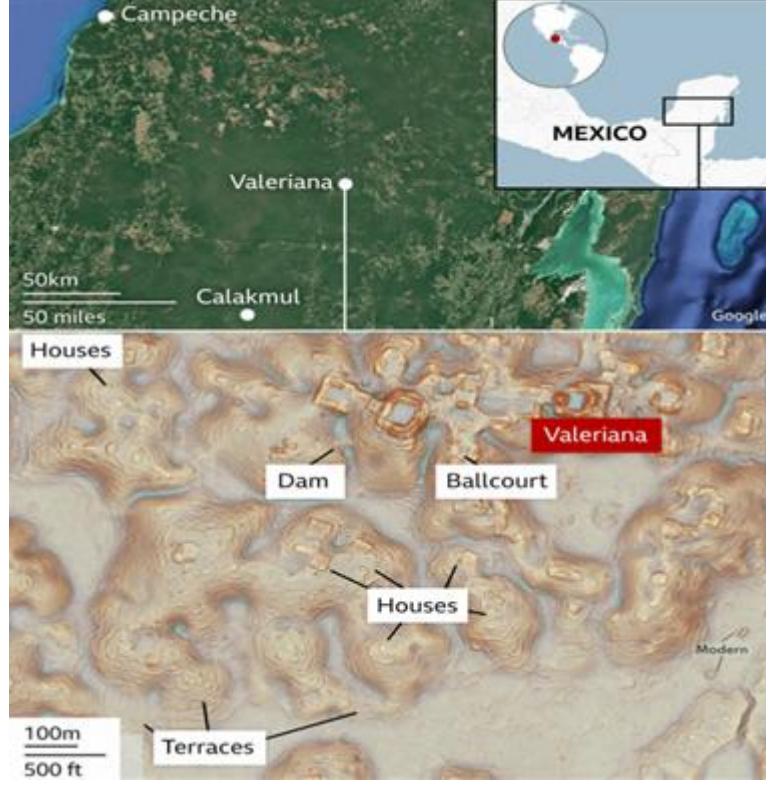 Campeche
MEXICO
Valeriana
50km
50 miles
Calakmul
Google
Houses
Valeriana
Dam
Ballcourt
Houses
Modern
100m
500 ft
Terraces